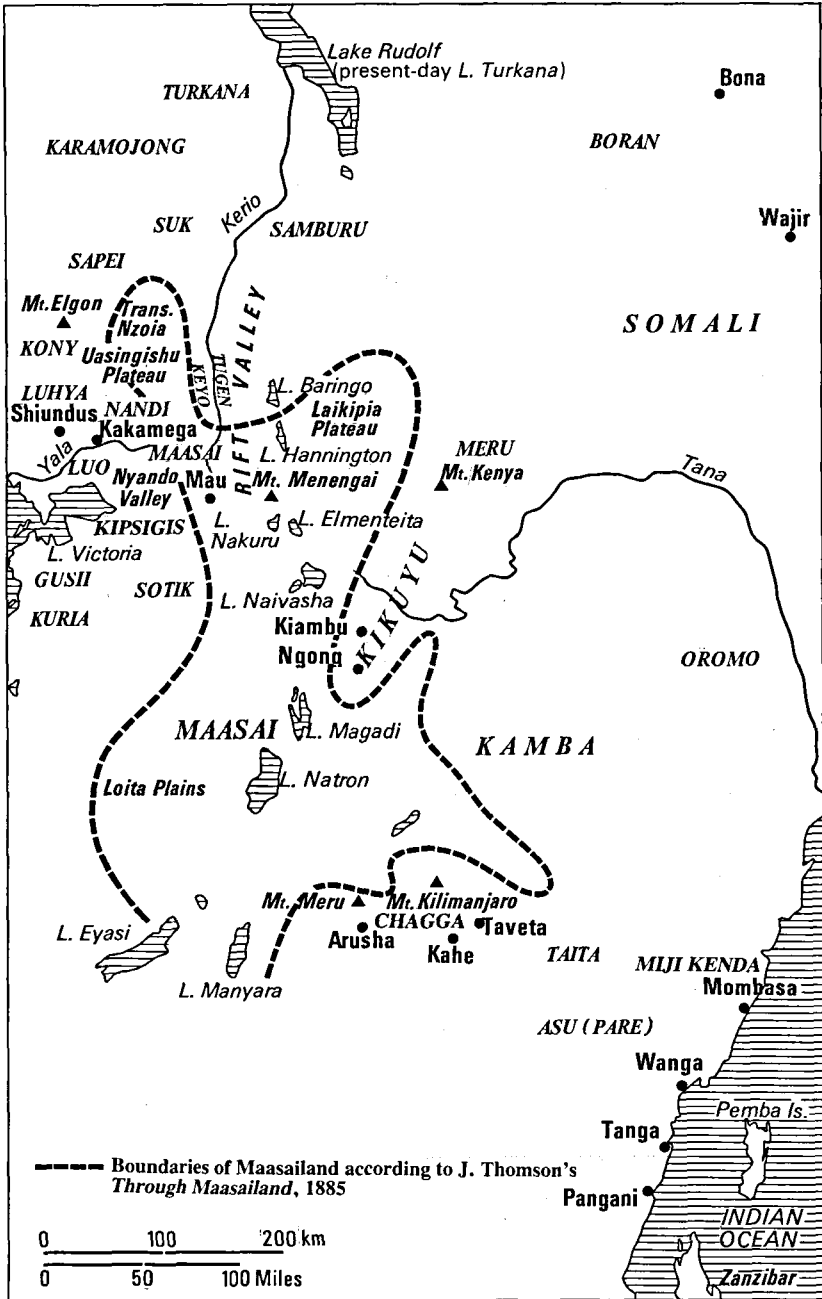 Lake Rudolf
(present-day L. Turkana)
Bona
TURKANA
BORAN
KARAMOJONG
Kerio
Wajir
SUK
SAMBURU
SAPEI
Mt. Elgon
Trans.
Nzoia
RIFT VALLEY
SOMALI
KONY
Uasingishu
Plateau
KEYO
TUGEN
L. Baringo
LUHYA
NANDI
Laikipia
Plateau
Shiundus
Kakamega
MERU
Yala
MAASAI
L. Hannington
Mt. Kenya
Tana
LUO
Nyando
Valley
Mau
Mt. Menengai
KIPSIGIS
L.
Nakuru
L. Elmenteita
L. Victoria
GUSII
SOTIK
L. Naivasha
KURIA
Kiambu
KIKUYU
Ngong
OROMO
MAASAI
L. Magadi
KAMBA
Loita Plains
L. Natron
Mt. Meru
Mt. Kilimanjaro
CHAGGA
Taveta
L. Eyasi
Arusha
Kahe
TAITA
MIJI KENDA
L. Manyara
Mombasa
ASU (PARE)
Wanga
Pemba Is.
Tanga
Boundaries of Maasailand according to J. Thomson's
Through Maasailand, 1885
Pangani
INDIAN
OCEAN
0 200 km
0 50 100 Miles
Zanzibar